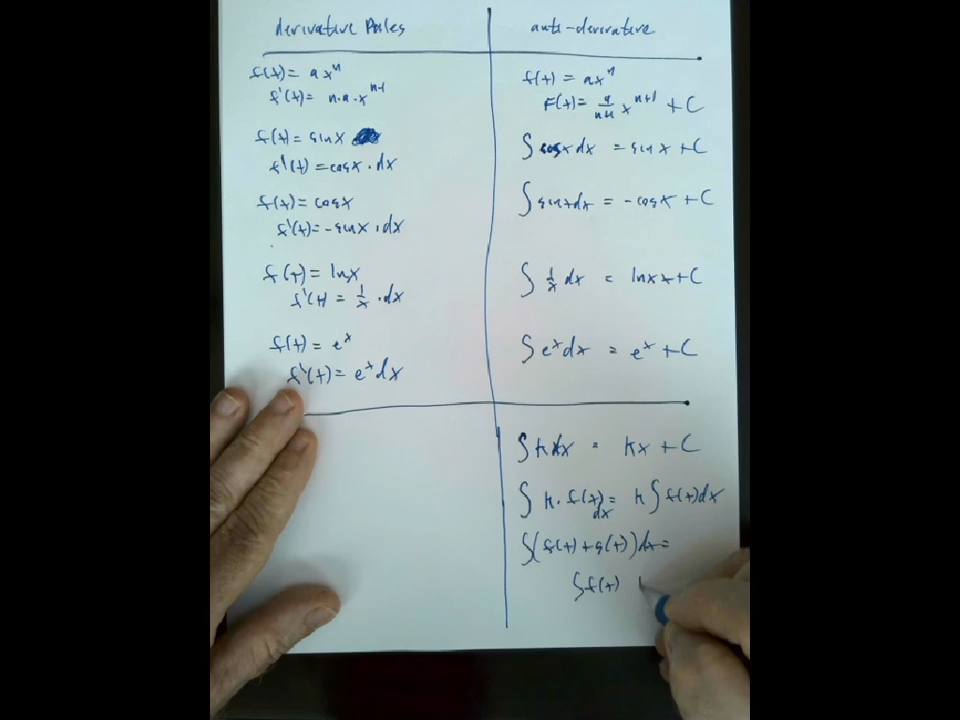 derivative Rules
f(x) = ax^n
f'(x) = n·a·x^{n-1}
f(x) = sinx
f'(x) = cosx · dx
f(x) = cosx
f'(x) = -sinx · dx
f(x) = lnx
f'(x) = 1/x · dx
f(x) = e^x
f'(x) = e^x dx
anti-derivative
f(x) = ax^n
F(x) = a/(n+1) x^{n+1} + C
∫ cosx dx = sinx + C
∫ sinx dx = -cosx + C
∫ 1/x dx = lnx + C
∫ e^x dx = e^x + C
∫ k dx = kx + C
∫ k · f(x) dx = k ∫ f(x) dx
∫ (f(x) + g(x)) dx =
∫ f(x)